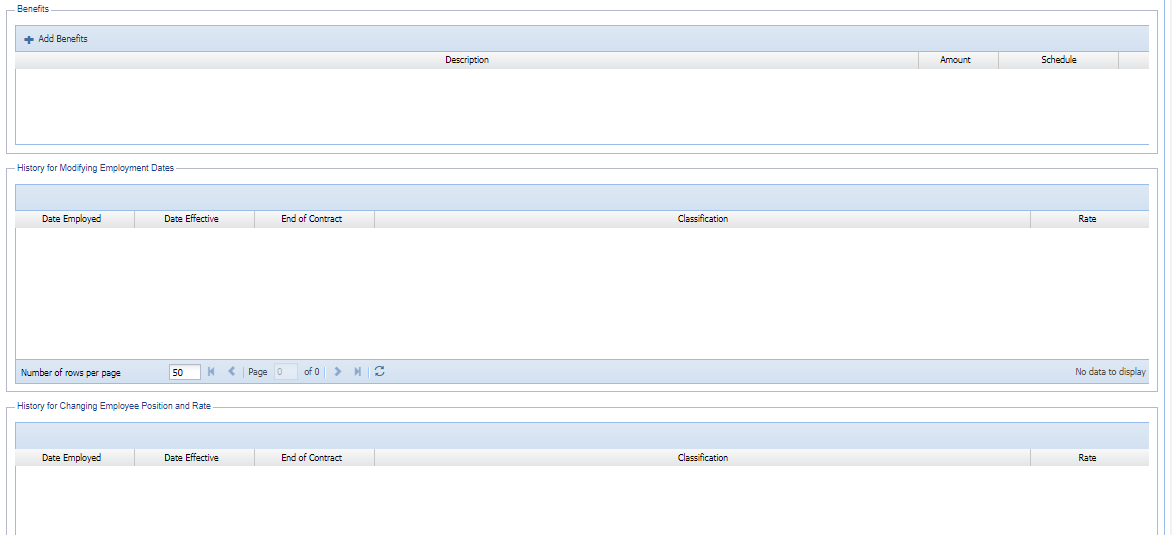 Benefits
Add Benefits
Description Amount Schedule
History for Modifying Employment Dates
Date Employed Date Effective End of Contract Classification Rate
Number of rows per page 50 Page 0 of 0 No data to display
History for Changing Employee Position and Rate
Date Employed Date Effective End of Contract Classification Rate